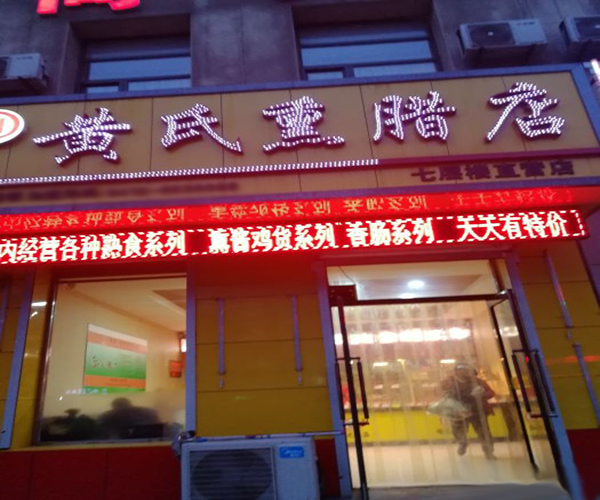 黄氏熏腊店
七层楼直营店
内经营各种熟食系列 熏酱鸡货系列 香肠系列 天天有特价